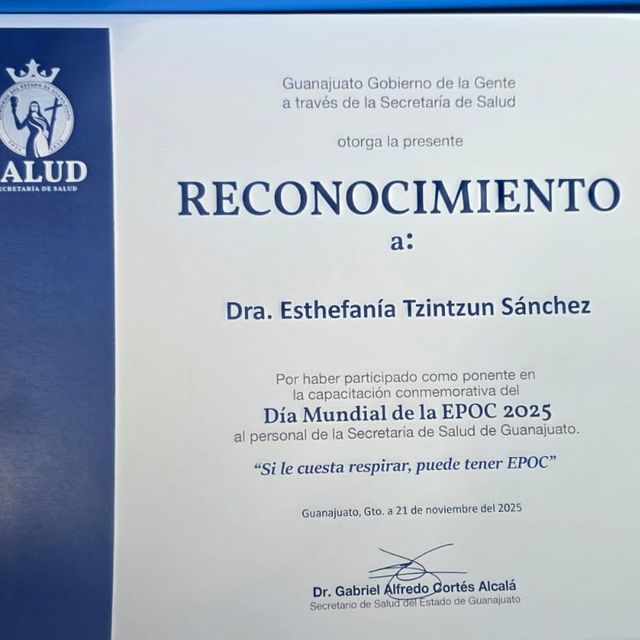 SALUD
SECRETARÍA DE SALUD
Guanajuato Gobierno de la Gente
a través de la Secretaría de Salud
otorga la presente
RECONOCIMIENTO
a:
Dra. Esthefanía Tzintzun Sánchez
Por haber participado como ponente en
la capacitación conmemorativa del
Día Mundial de la EPOC 2025
al personal de la Secretaría de Salud de Guanajuato.
“Si le cuesta respirar, puede tener EPOC”
Guanajuato, Gto. a 21 de noviembre del 2025
Dr. Gabriel Alfredo Cortés Alcalá
Secretario de Salud del Estado de Guanajuato